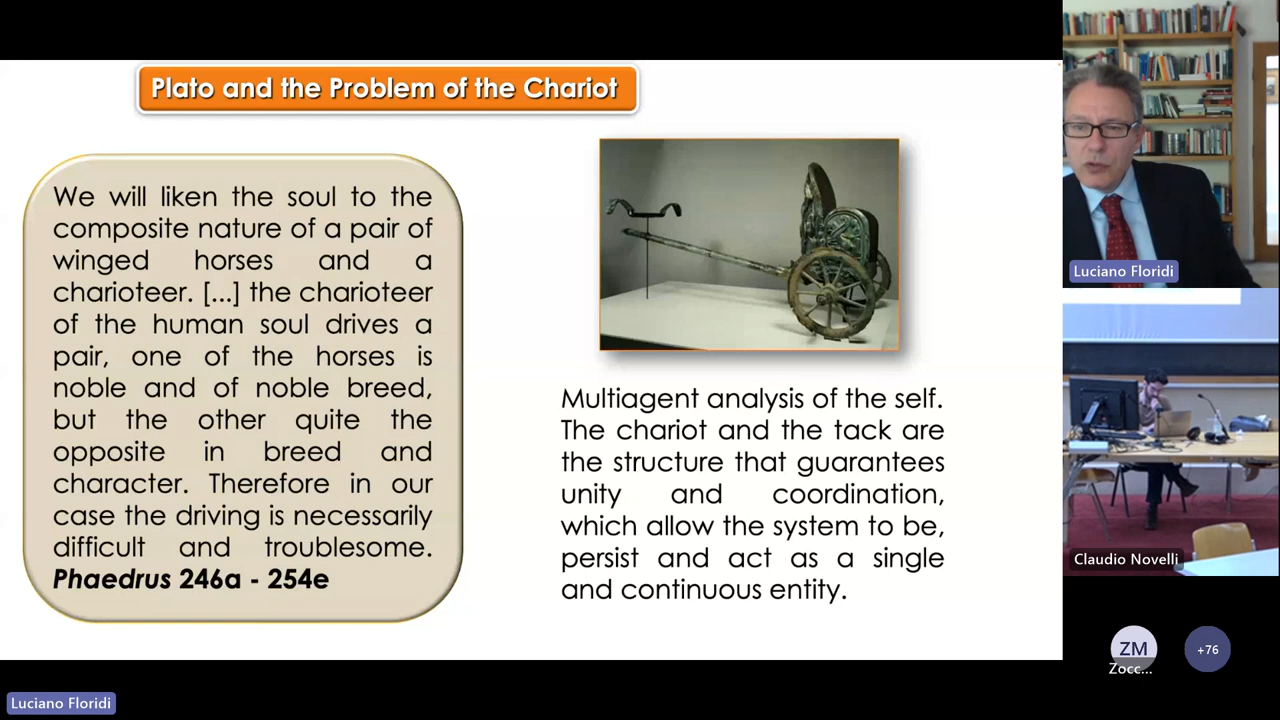 Plato and the Problem of the Chariot
We will liken the soul to the
composite nature of a pair of
winged horses and a
charioteer. [...] the charioteer
of the human soul drives a
pair, one of the horses is
noble and of noble breed,
but the other quite the
opposite in breed and
character. Therefore in our
case the driving is necessarily
difficult and troublesome.
Phaedrus 246a - 254e
Multiagent analysis of the self.
The chariot and the tack are
the structure that guarantees
unity and coordination,
which allow the system to be,
persist and act as a single
and continuous entity.
Luciano Floridi
Claudio Novelli
ZM
Zocc...
+76
Luciano Floridi